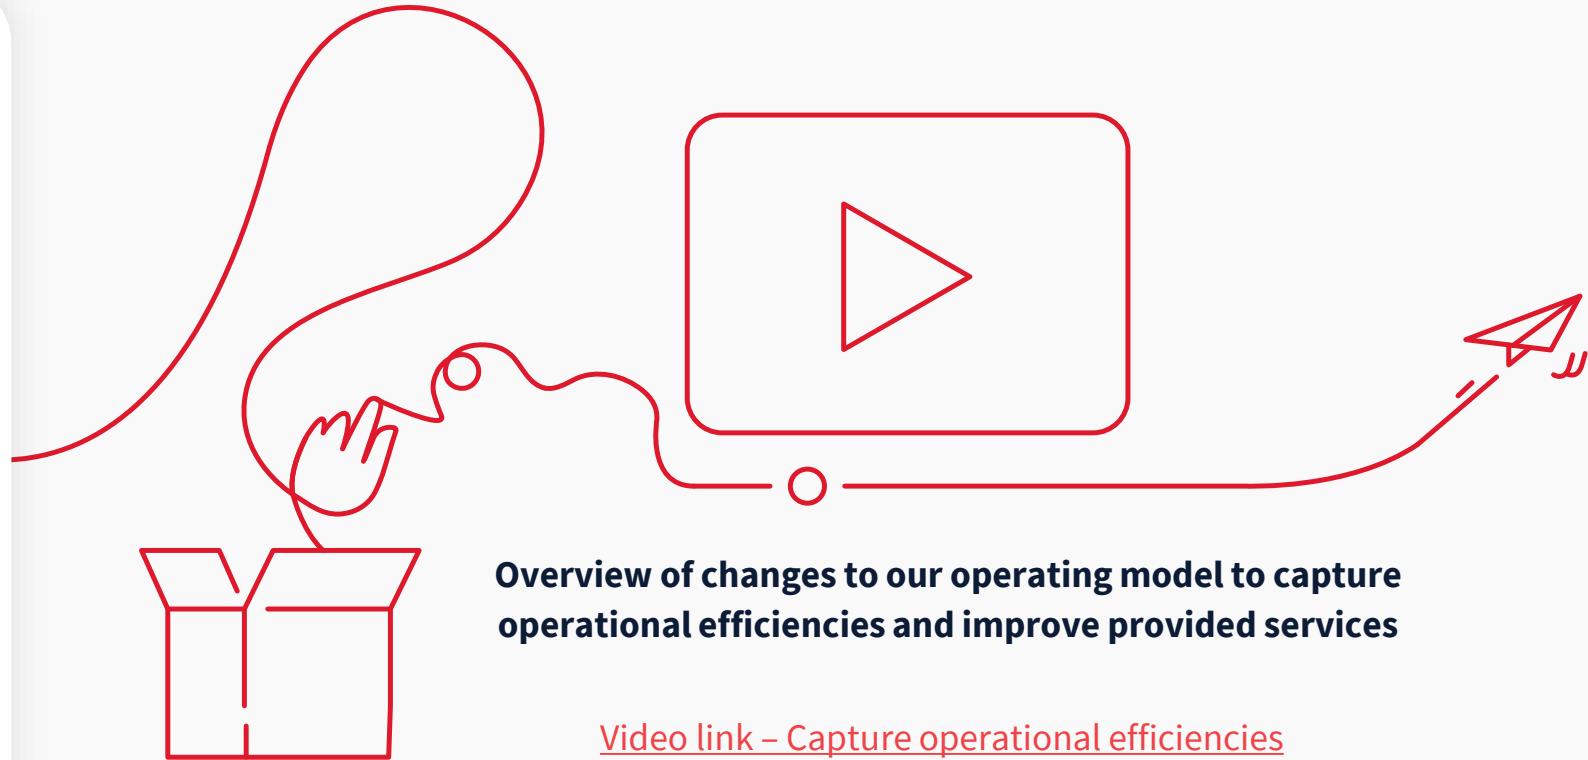 Overview of changes to our operating model to capture
operational efficiencies and improve provided services
Video link – Capture operational efficiencies